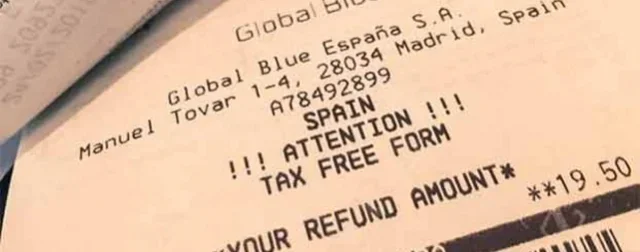 Global Blue
Global Blue España S.A.
Manuel Tovar 1-4, 28034 Madrid, Spain
A78492899
SPAIN
!!! ATTENTION !!!
TAX FREE FORM
YOUR REFUND AMOUNT* **19.50